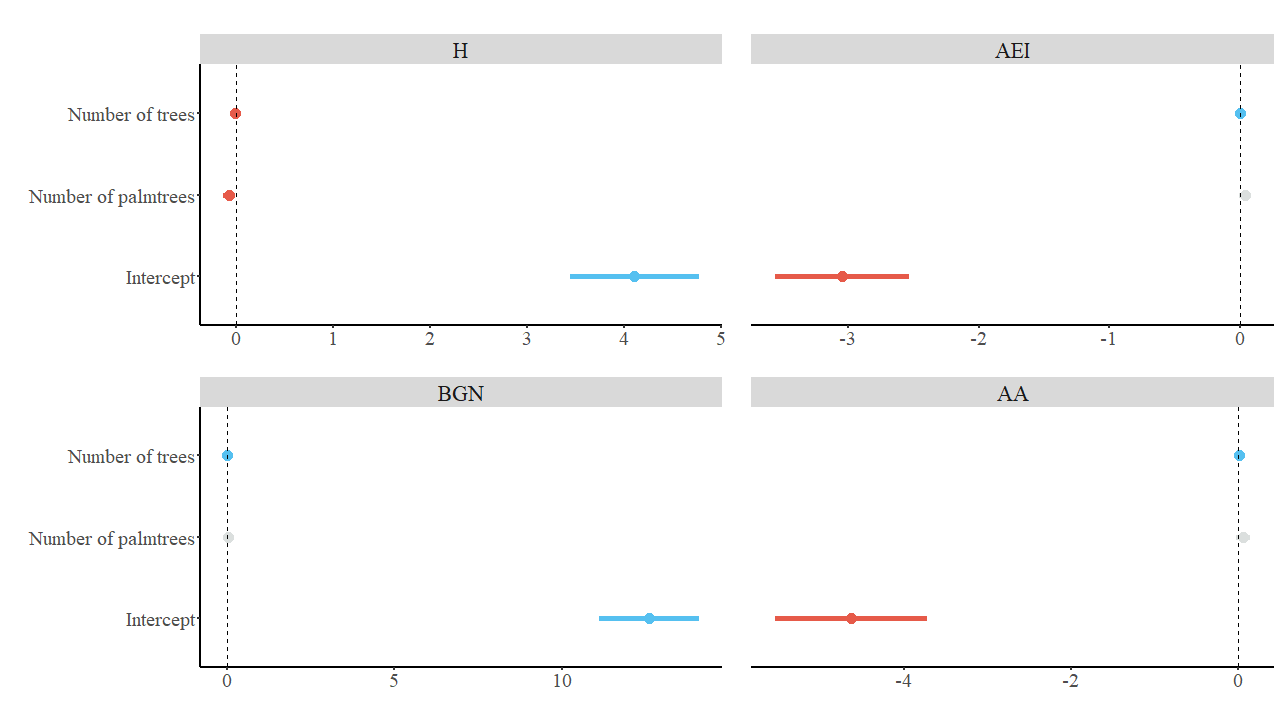 H
AEI
Number of trees
Number of palmtrees
Intercept
0 1 2 3 4 5
-3 -2 -1 0
BGN
AA
Number of trees
Number of palmtrees
Intercept
0 5 10
-4 -2 0